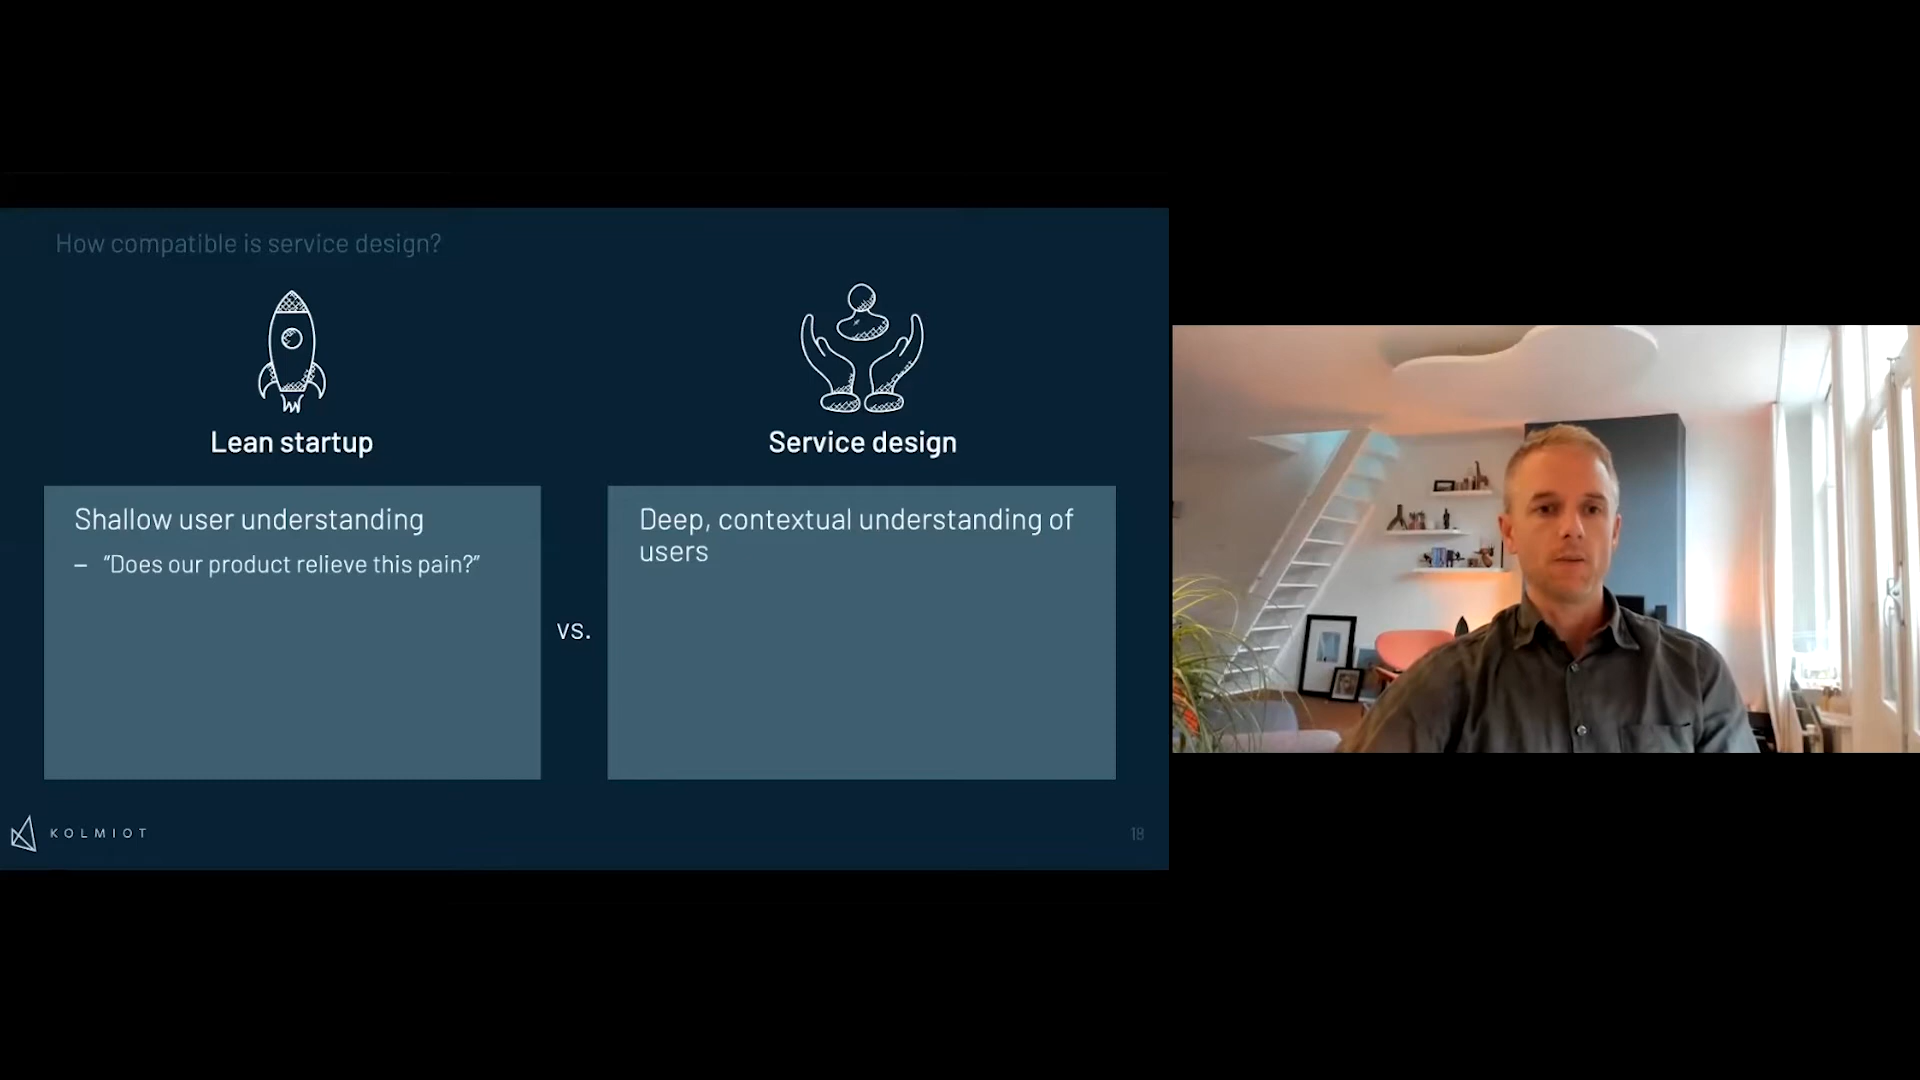 How compatible is service design?
Lean startup
Service design
Shallow user understanding
– “Does our product relieve this pain?”
vs.
Deep, contextual understanding of
users
KOLMIOT
18